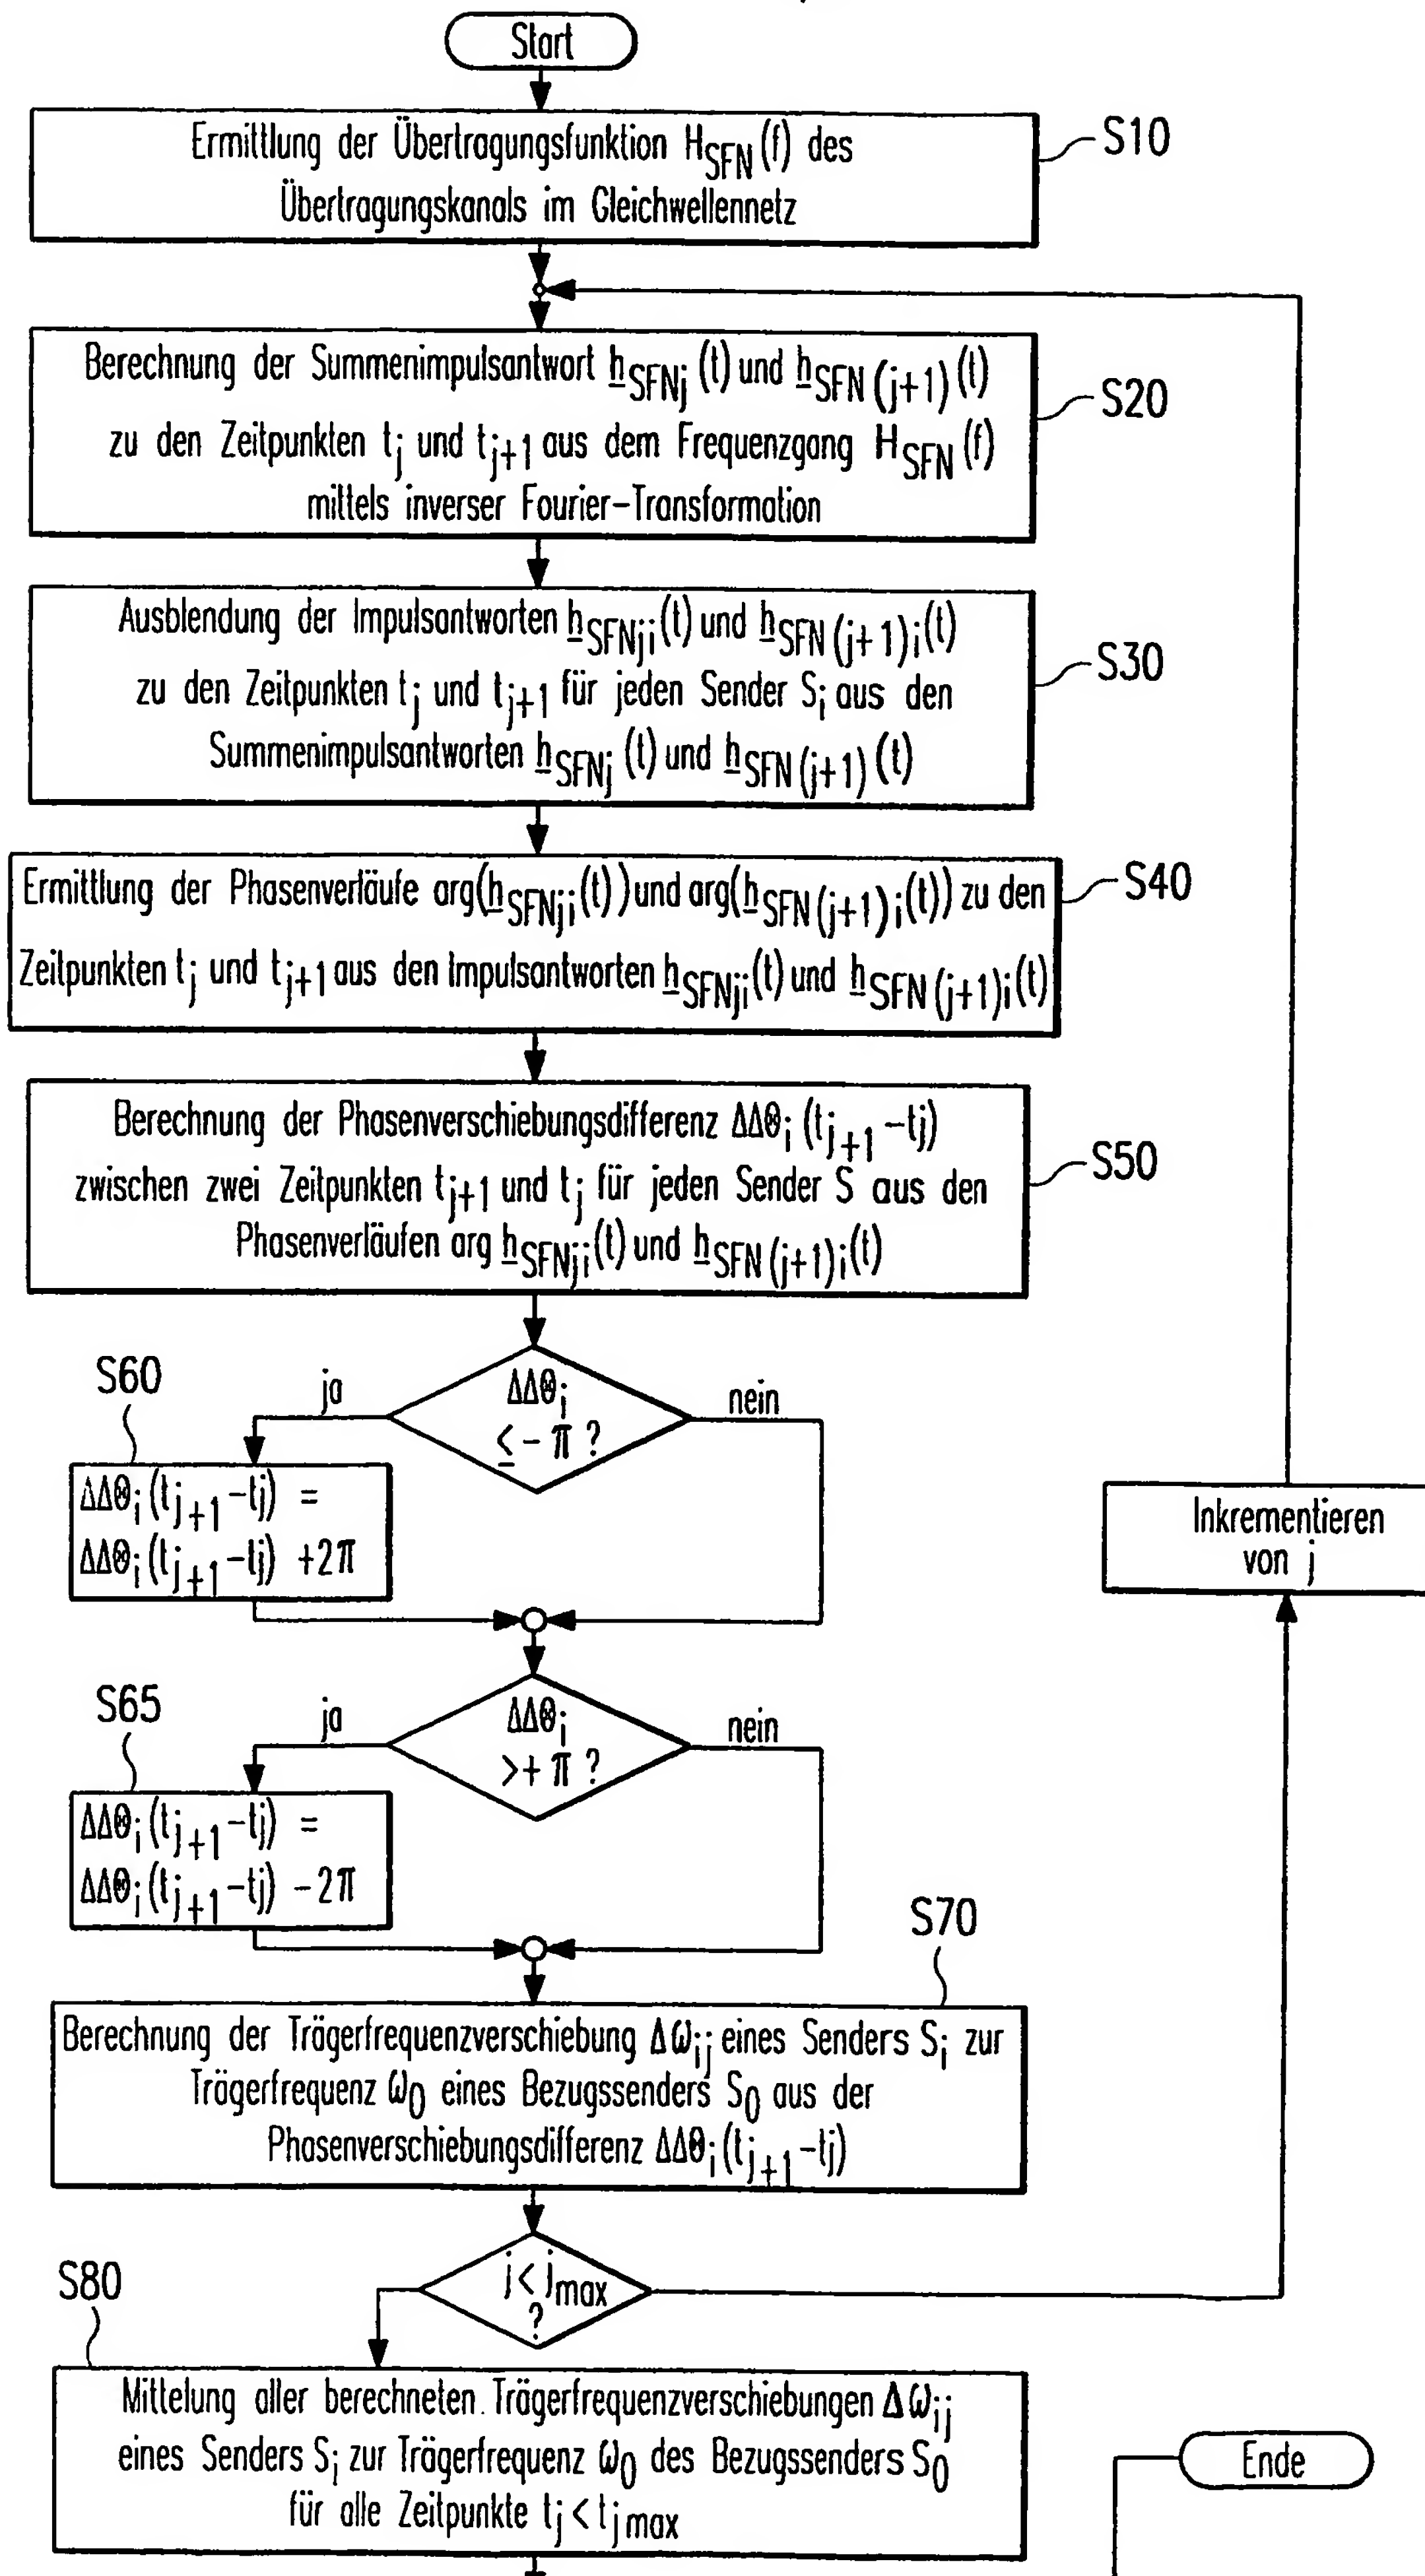 Start
Ermittlung der Übertragungsfunktion H_SFN(f) des
Übertragungskanals im Gleichwellennetz
S10
Berechnung der Summenimpulsantwort h_SFNj(t) und h_SFN(j+1)(t)
zu den Zeitpunkten t_j und t_j+1 aus dem Frequenzgang H_SFN(f)
mittels inverser Fourier-Transformation
S20
Ausblendung der Impulsantworten h_SFNji(t) und h_SFN(j+1)i(t)
zu den Zeitpunkten t_j und t_j+1 für jeden Sender S_i aus den
Summenimpulsantworten h_SFNj(t) und h_SFN(j+1)(t)
S30
Ermittlung der Phasenverläufe arg(h_SFNji(t)) und arg(h_SFN(j+1)i(t)) zu den
Zeitpunkten t_j und t_j+1 aus den Impulsantworten h_SFNji(t) und h_SFN(j+1)i(t)
S40
Berechnung der Phasenverschiebungsdifferenz ΔΔΘ_i(t_j+1-t_j)
zwischen zwei Zeitpunkten t_j+1 und t_j für jeden Sender S aus den
Phasenverläufen arg h_SFNji(t) und h_SFN(j+1)i(t)
S50
ΔΔΘ_i
≤ - π ?
ja
nein
S60
ΔΔΘ_i(t_j+1-t_j) =
ΔΔΘ_i(t_j+1-t_j) +2π
Inkrementieren
von j
ΔΔΘ_i
>+ π ?
ja
nein
S65
ΔΔΘ_i(t_j+1-t_j) =
ΔΔΘ_i(t_j+1-t_j) -2π
S70
Berechnung der Trägerfrequenzverschiebung Δω_ij eines Senders S_i zur
Trägerfrequenz ω_0 eines Bezugssenders S_0 aus der
Phasenverschiebungsdifferenz ΔΔΘ_i(t_j+1-t_j)
j < j_max
?
S80
Mittelung aller berechneten Trägerfrequenzverschiebungen Δω_ij
eines Senders S_i zur Trägerfrequenz ω_0 des Bezugssenders S_0
für alle Zeitpunkte t_j < t_jmax
Ende